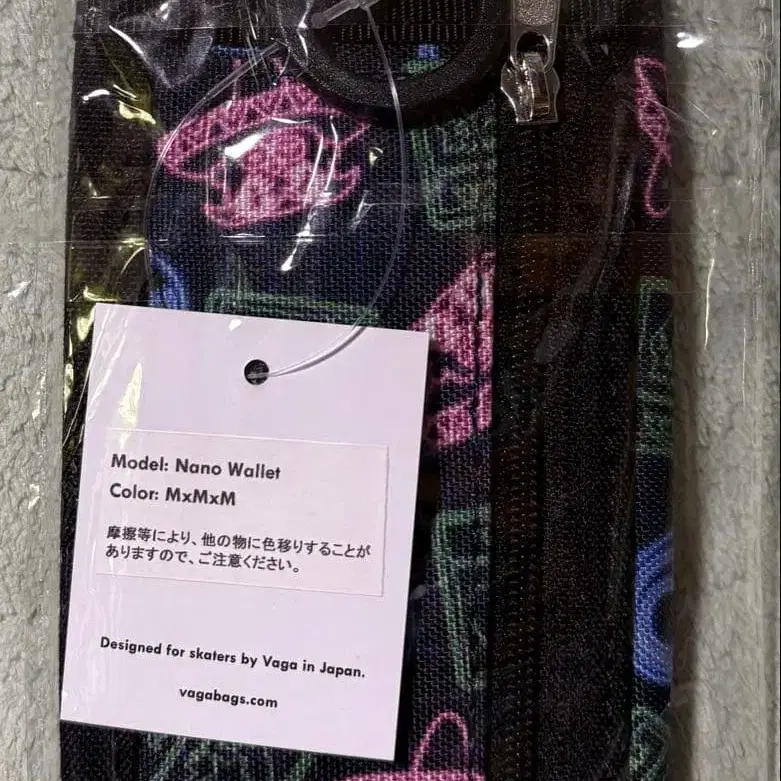 Model: Nano Wallet
Color: MxMxM
摩擦等により、他の物に色移りすることが
ありますので、ご注意ください。
Designed for skaters by Vaga in Japan.
vagabags.com